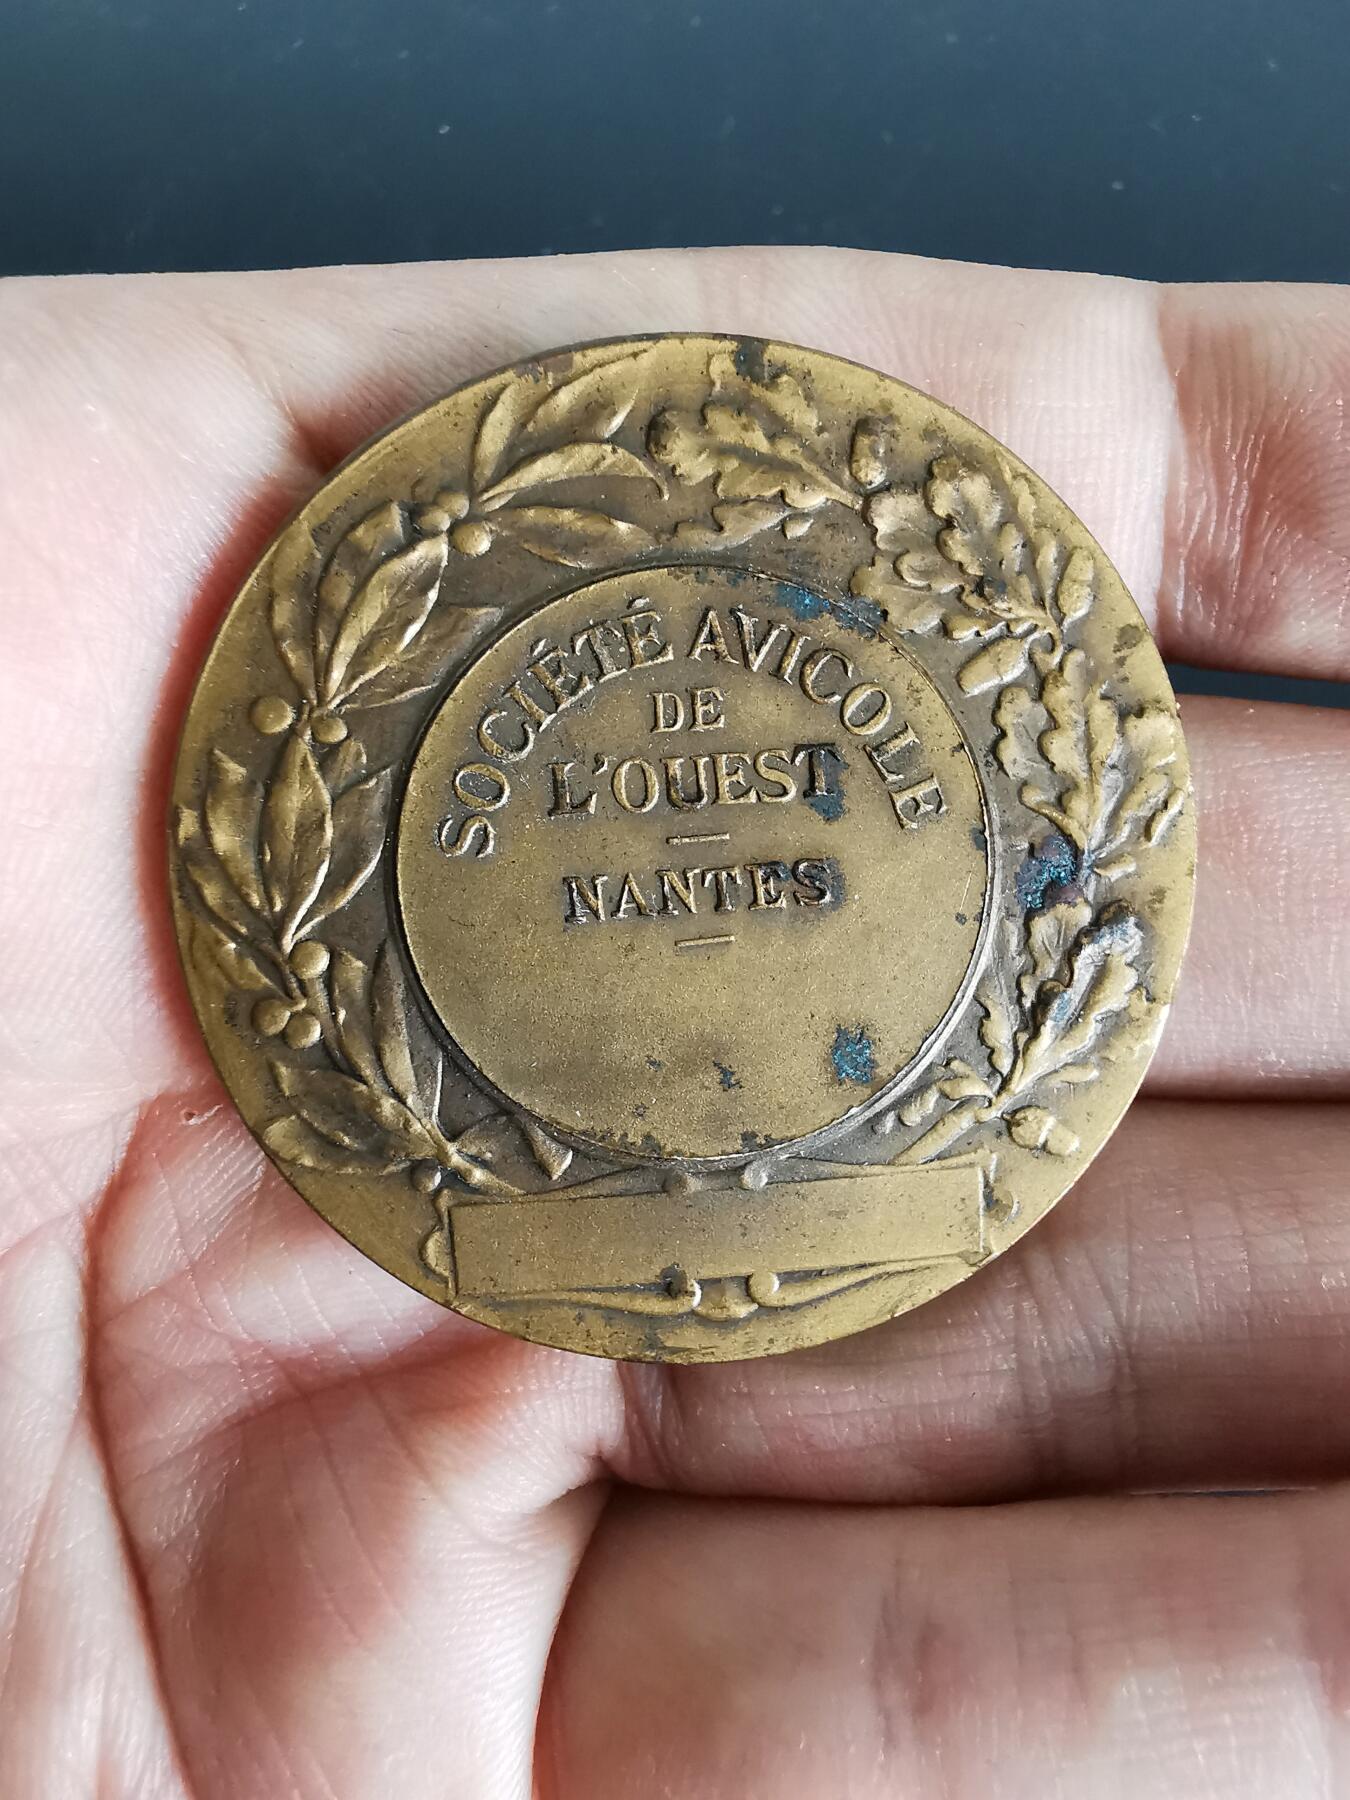 SOCIÉTÉ AVICOLE
DE
L'OUEST
NANTES